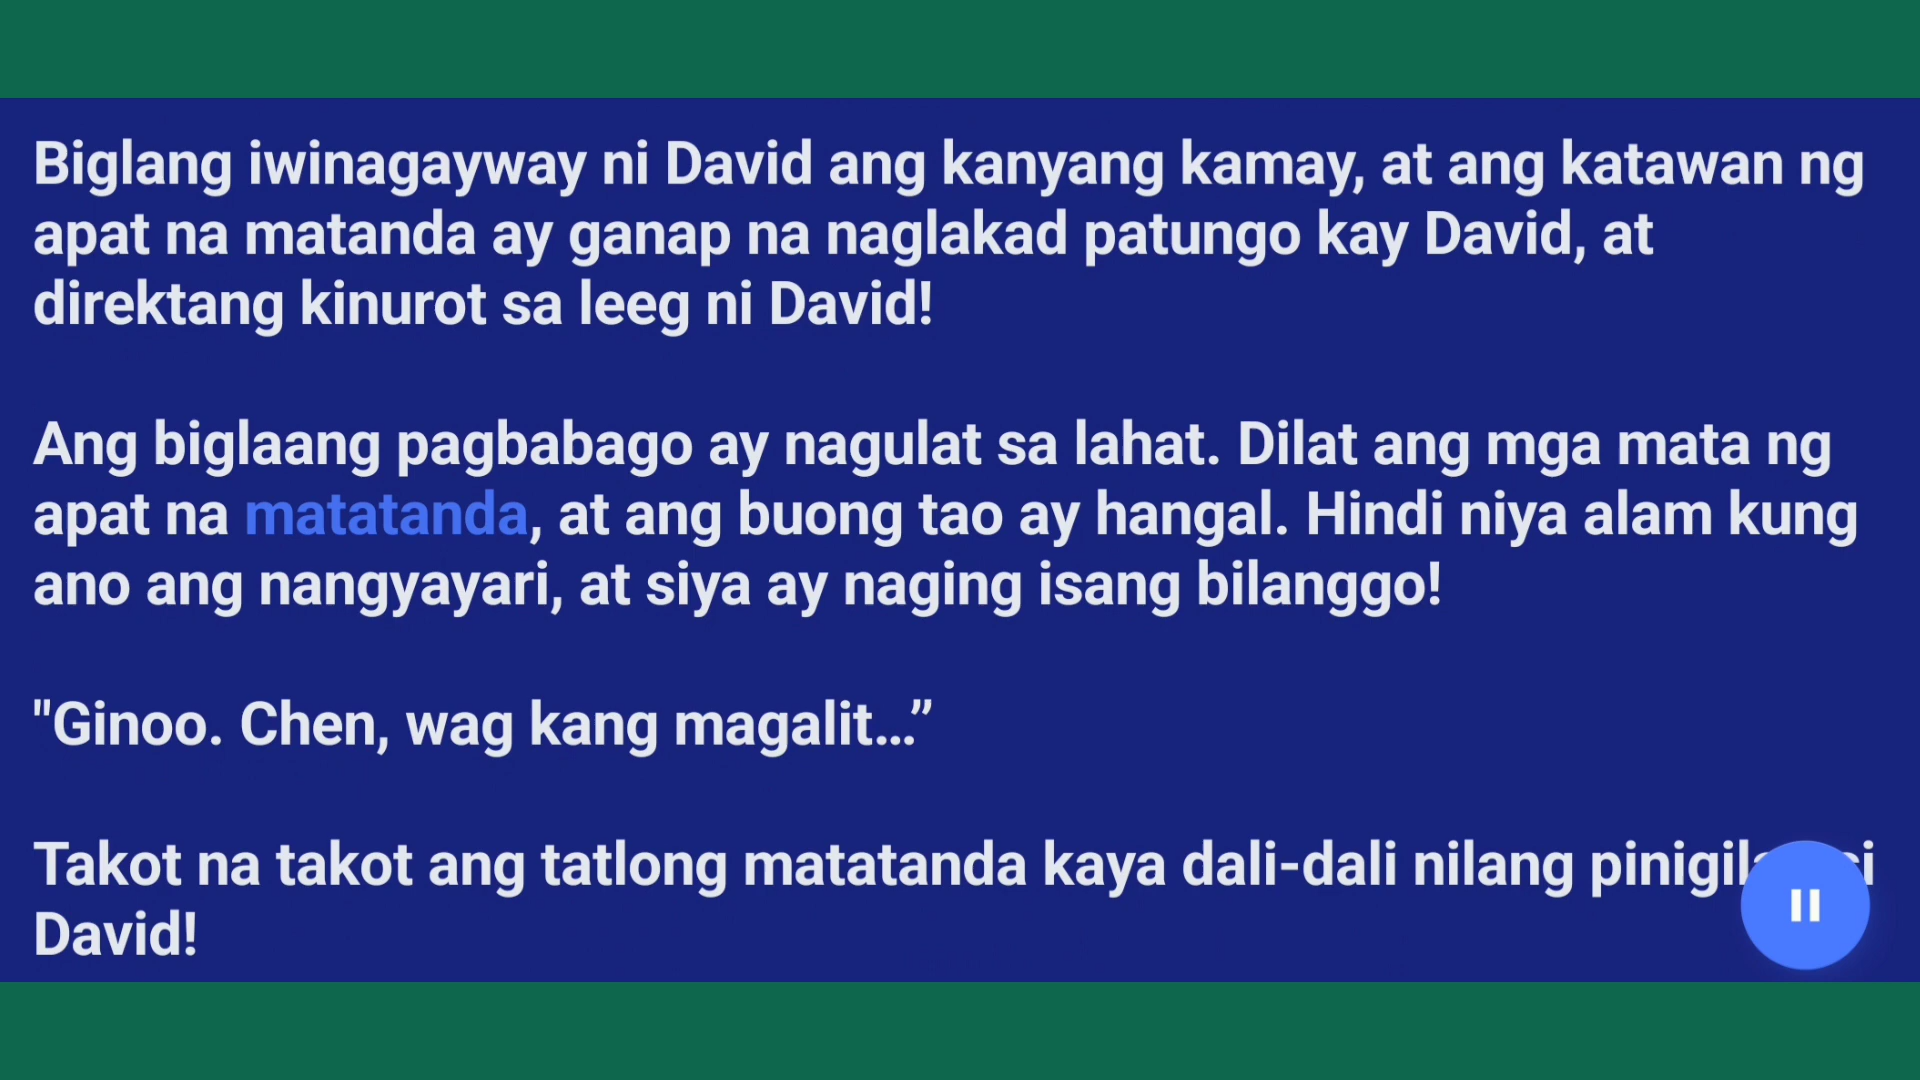 Biglang iwinagayway ni David ang kanyang kamay, at ang katawan ng
apat na matanda ay ganap na naglakad patungo kay David, at
direktang kinurot sa leeg ni David!
Ang biglaang pagbabago ay nagulat sa lahat. Dilat ang mga mata ng
apat na matatanda, at ang buong tao ay hangal. Hindi niya alam kung
ano ang nangyayari, at siya ay naging isang bilanggo!
"Ginoo. Chen, wag kang magalit…”
Takot na takot ang tatlong matatanda kaya dali-dali nilang
David!